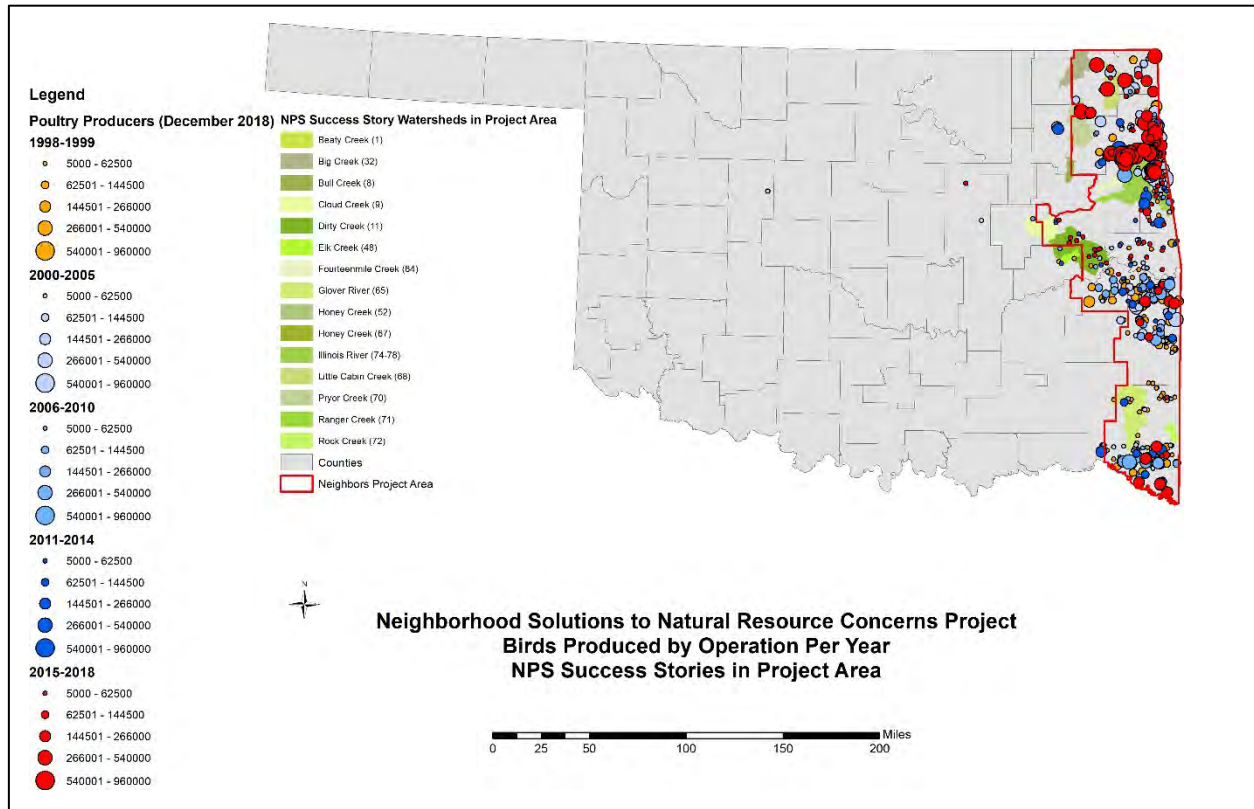 Legend
Poultry Producers (December 2018)
1998-1999
5000 - 62500
62501 - 144500
144501 - 266000
266001 - 540000
540001 - 960000
2000-2005
5000 - 62500
62501 - 144500
144501 - 266000
266001 - 540000
540001 - 960000
2006-2010
5000 - 62500
62501 - 144500
144501 - 266000
266001 - 540000
540001 - 960000
2011-2014
5000 - 62500
62501 - 144500
144501 - 266000
266001 - 540000
540001 - 960000
2015-2018
5000 - 62500
62501 - 144500
144501 - 266000
266001 - 540000
540001 - 960000
NPS Success Story Watersheds in Project Area
Beaty Creek (1)
Big Creek (32)
Bull Creek (8)
Cloud Creek (9)
Dirty Creek (11)
Elk Creek (48)
Fourteenmile Creek (84)
Glover River (65)
Honey Creek (52)
Honey Creek (67)
Illinois River (74-78)
Little Cabin Creek (68)
Pryor Creek (70)
Ranger Creek (71)
Rock Creek (72)
Counties
Neighbors Project Area
N
Neighborhood Solutions to Natural Resource Concerns Project
Birds Produced by Operation Per Year
NPS Success Stories in Project Area
Miles
0 25 50 100 150 200